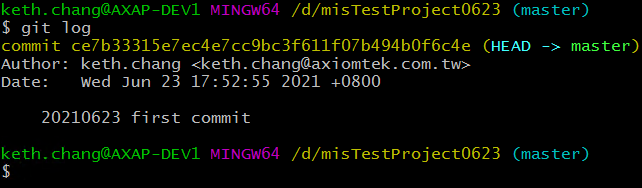 keth.chang@AXAP-DEV1 MINGW64 /d/misTestProject0623 (master)
$ git log
commit ce7b33315e7ec4e7cc9bc3f611f07b494b0f6c4e (HEAD -> master)
Author: keth.chang <keth.chang@axiomtek.com.tw>
Date:   Wed Jun 23 17:52:55 2021 +0800
    20210623 first commit
keth.chang@AXAP-DEV1 MINGW64 /d/misTestProject0623 (master)
$